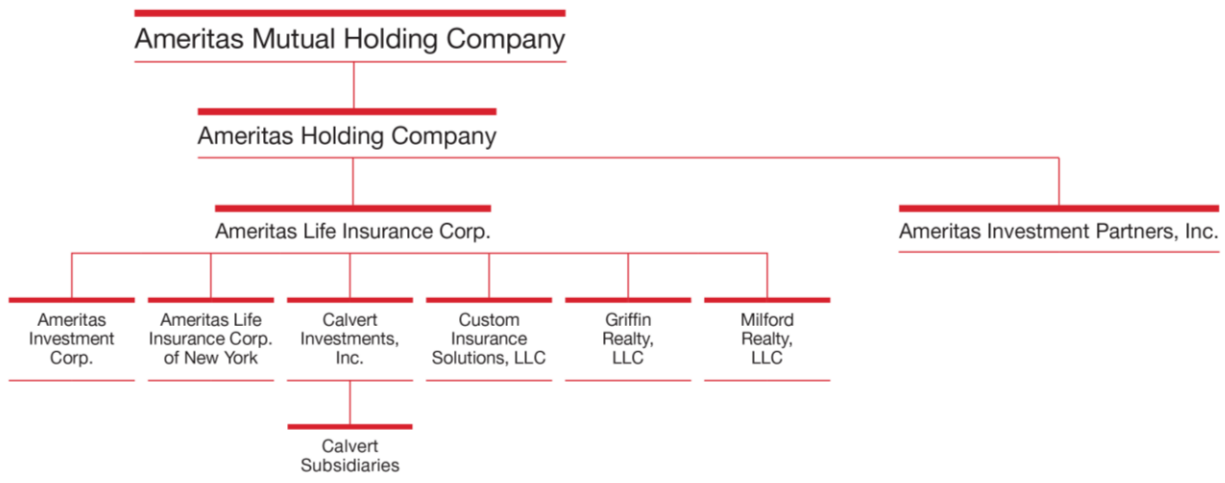 Ameritas Mutual Holding Company
Ameritas Holding Company
Ameritas Life Insurance Corp.
Ameritas Investment Partners, Inc.
Ameritas
Investment
Corp.
Ameritas Life
Insurance Corp.
of New York
Calvert
Investments,
Inc.
Custom
Insurance
Solutions, LLC
Griffin
Realty,
LLC
Milford
Realty,
LLC
Calvert
Subsidiaries